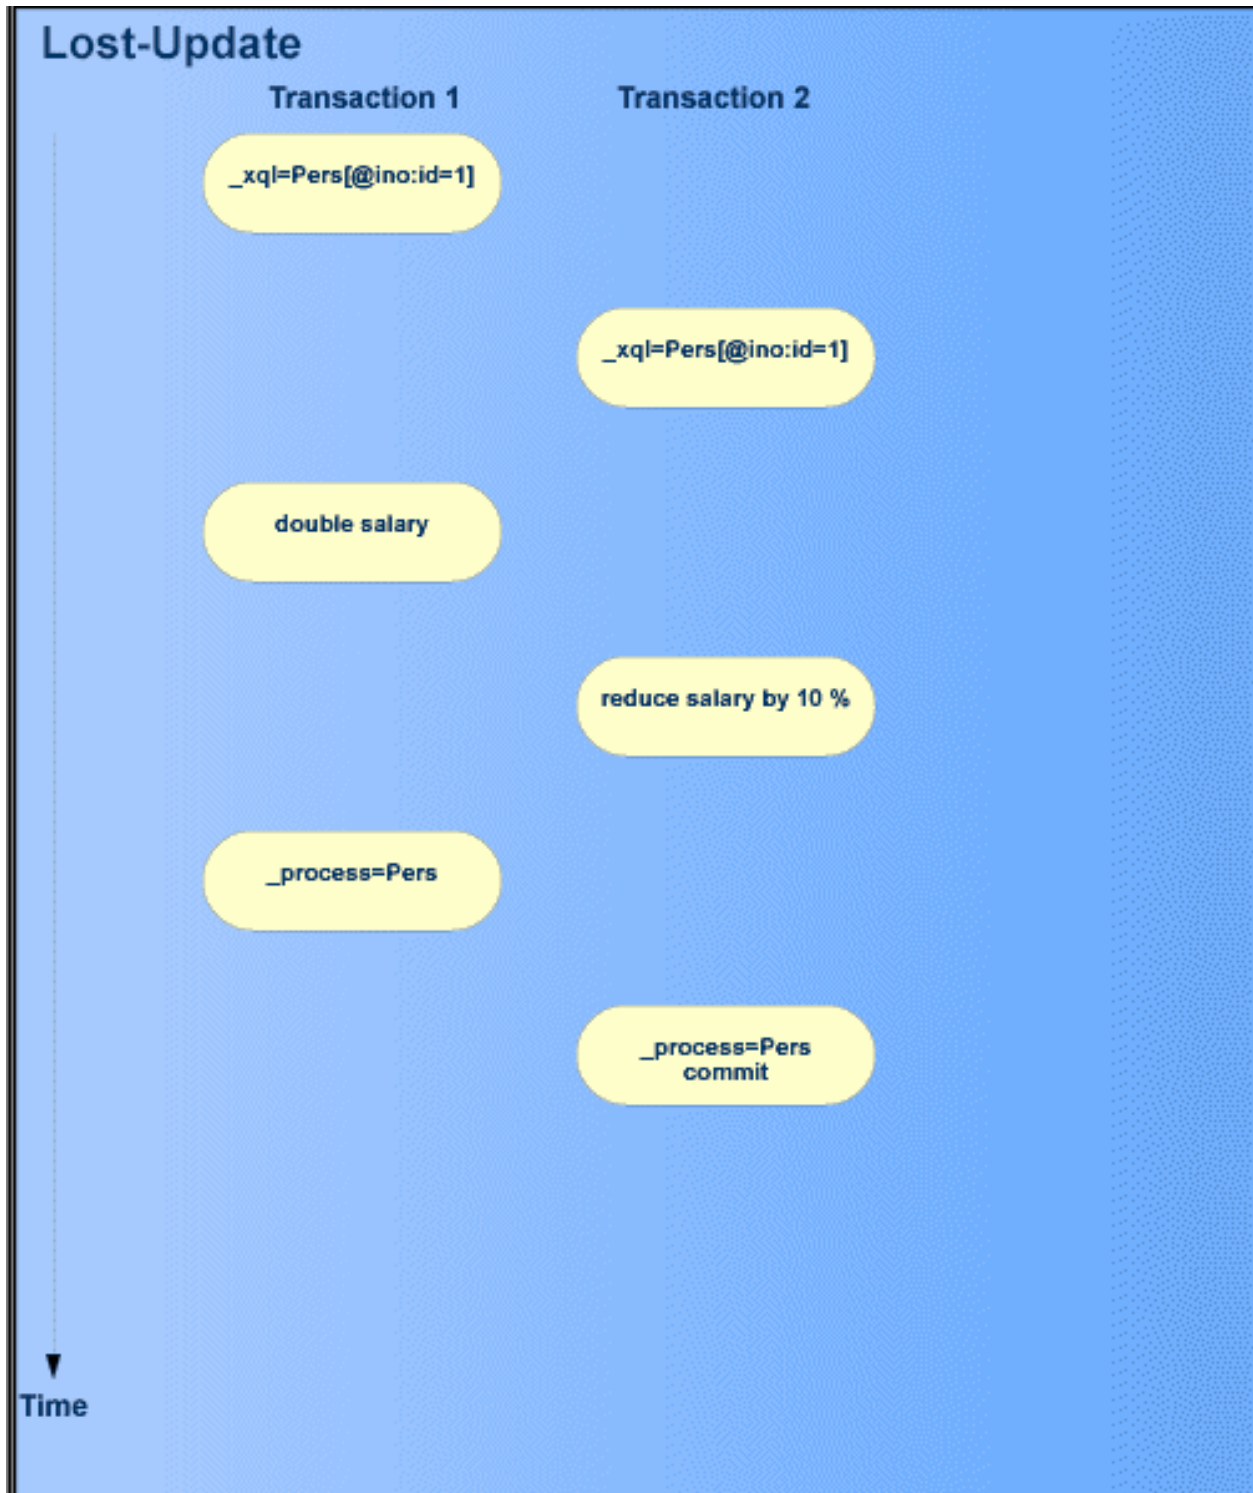 Lost-Update
Transaction 1
Transaction 2
_xql=Pers[@ino:id=1]
_xql=Pers[@ino:id=1]
double salary
reduce salary by 10 %
_process=Pers
_process=Pers
commit
Time